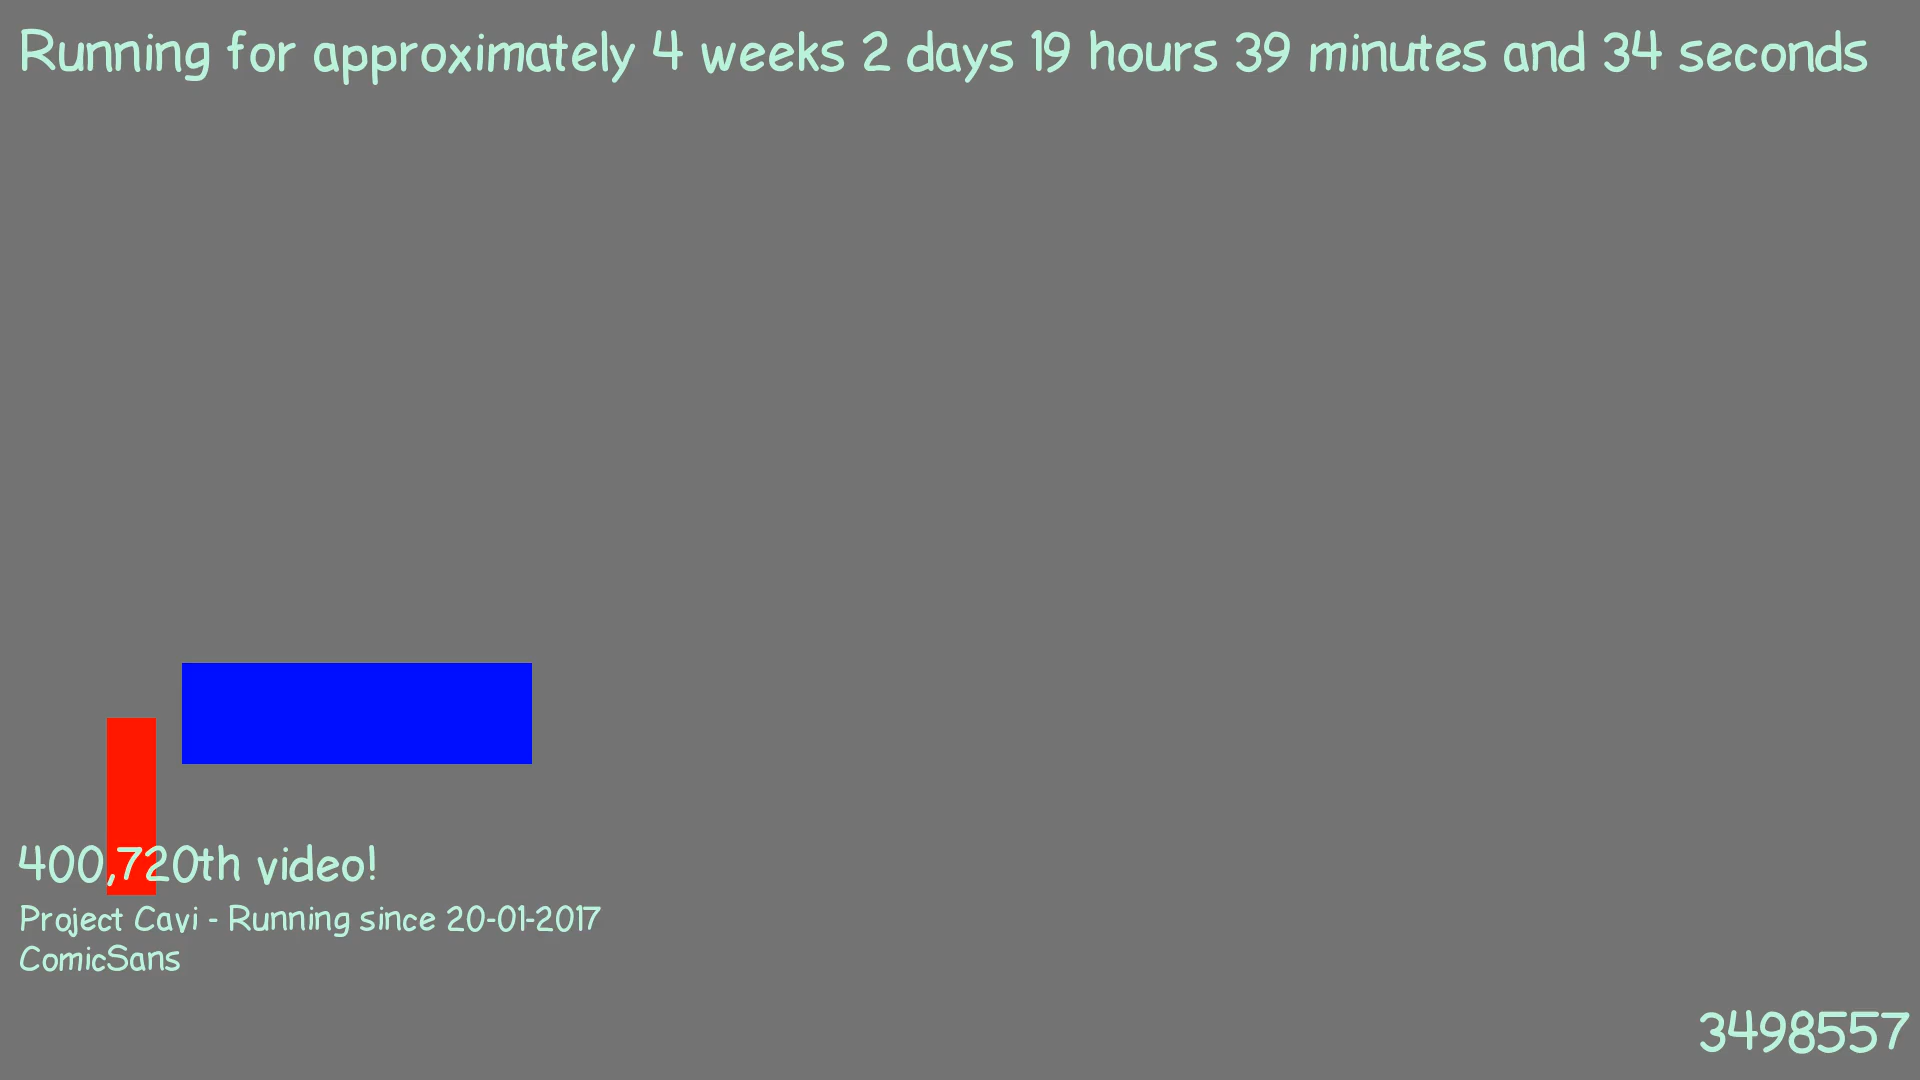 Running for approximately 4 weeks 2 days 19 hours 39 minutes and 34 seconds
400,720th video!
Project Cavi - Running since 20-01-2017
ComicSans
3498557